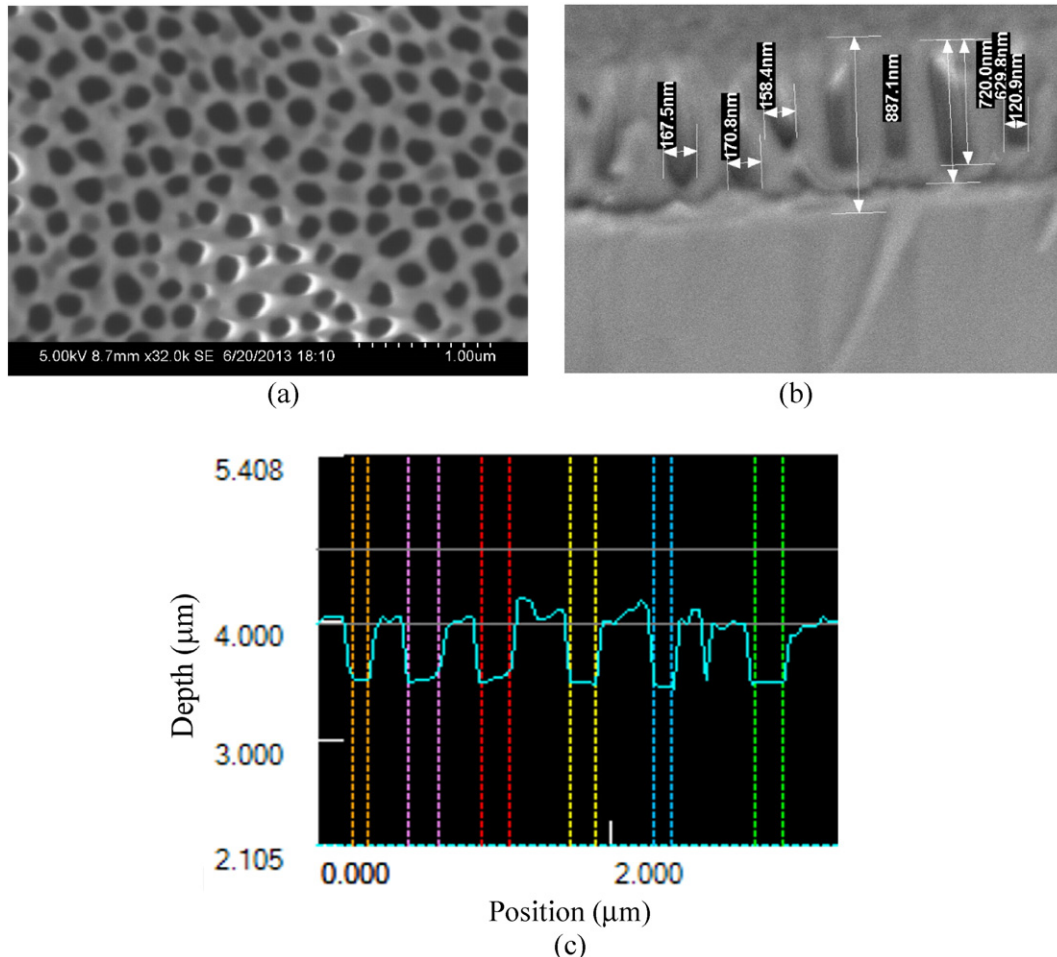 5.00kV 8.7mm x32.0k SE 6/20/2013 18:10 1.00um
(a)
167.5nm
170.8nm
158.4nm
887.1nm
720.0nm
629.8nm
120.9nm
(b)
5.408
4.000
3.000
2.105
Depth (μm)
0.000 2.000
Position (μm)
(c)